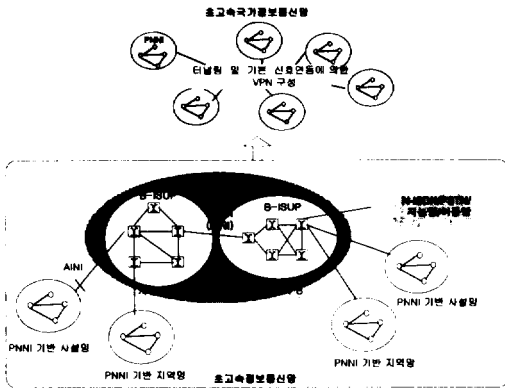 초고속국가정보통신망
PNNI
터널링 및 기본 신호연동에 의한
VPN 구성
B-ISUP
B-ISUP
AINI
PNNI 기반 사설망
PNNI 기반 사설망
PNNI 기반 지역망
PNNI 기반 지역망
초고속정보통신망